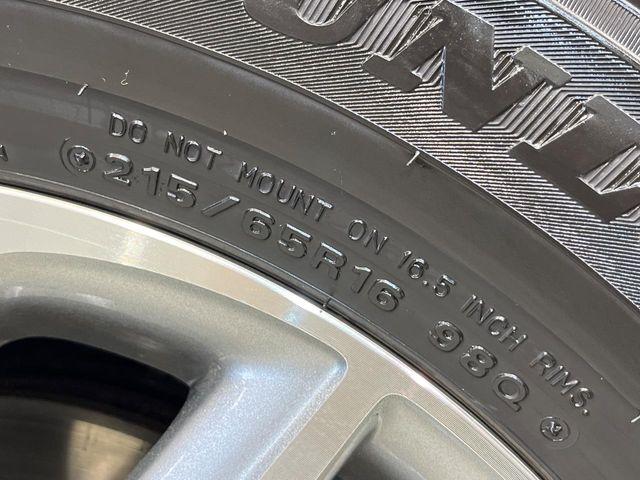 DO NOT MOUNT ON 16.5 INCH RIMS.
215/65R16 98Q